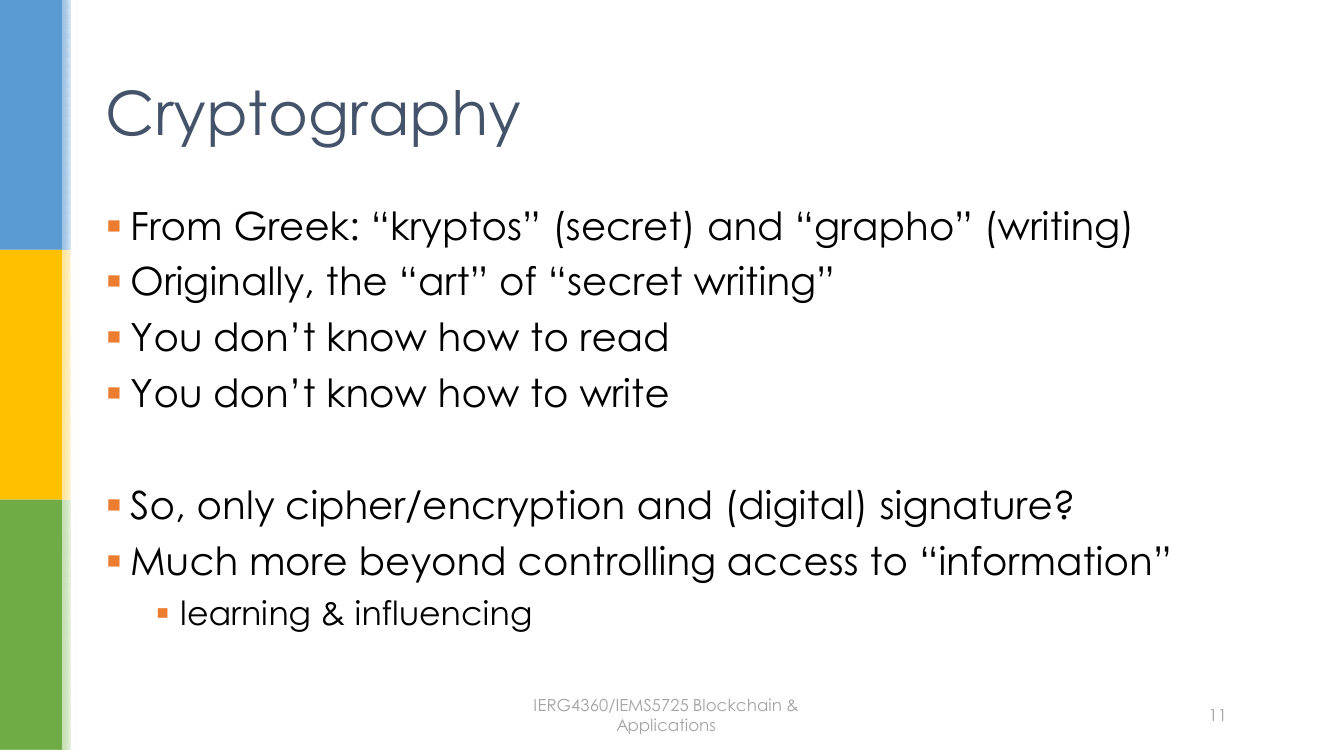 Cryptography
▪ From Greek: “kryptos” (secret) and “grapho” (writing)
▪ Originally, the “art” of “secret writing”
▪ You don’t know how to read
▪ You don’t know how to write
▪ So, only cipher/encryption and (digital) signature?
▪ Much more beyond controlling access to “information”
▪ learning & influencing
IERG4360/IEMS5725 Blockchain &
Applications
11